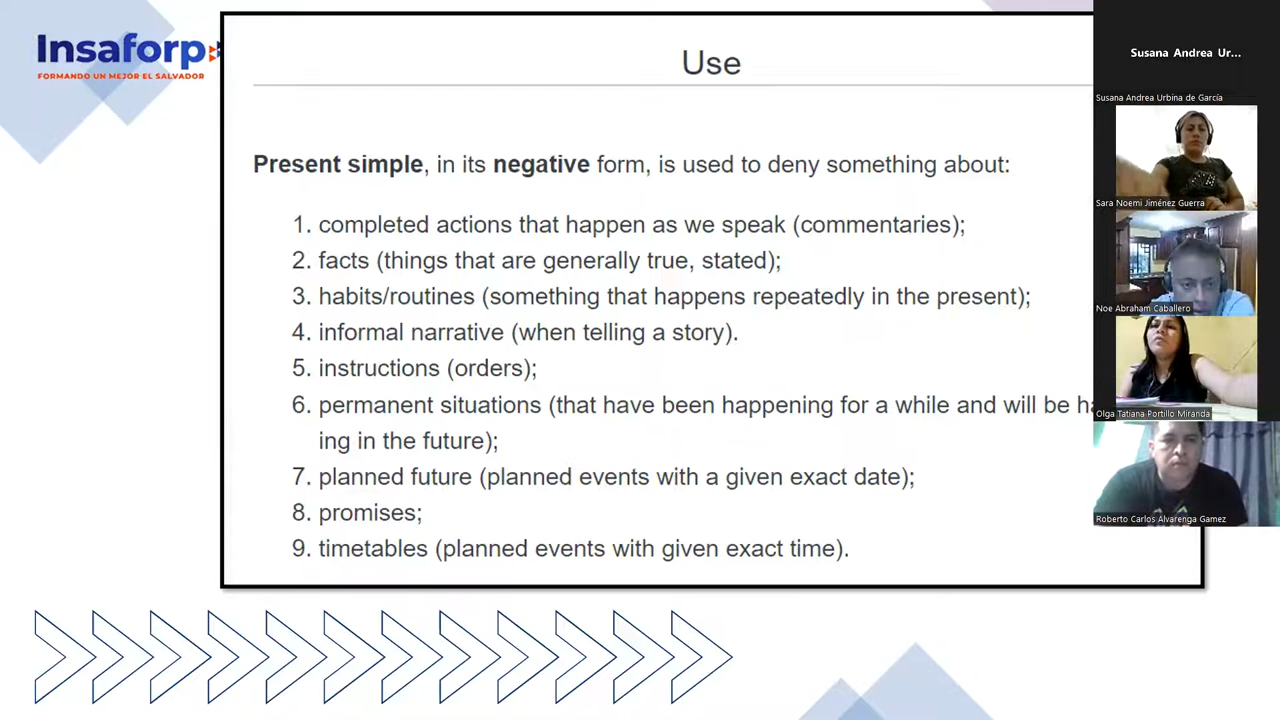 Insaforp
FORMANDO UN MEJOR EL SALVADOR
Use
Present simple, in its negative form, is used to deny something about:
1. completed actions that happen as we speak (commentaries);
2. facts (things that are generally true, stated);
3. habits/routines (something that happens repeatedly in the present);
4. informal narrative (when telling a story).
5. instructions (orders);
6. permanent situations (that have been happening for a while and will be
ing in the future);
7. planned future (planned events with a given exact date);
8. promises;
9. timetables (planned events with given exact time).
Susana Andrea Ur...
Susana Andrea Urbina de García
Sara Noemi Jiménez Guerra
Noe Abraham Caballero
Olga Tatiana Portillo Miranda
Roberto Carlos Alvarenga Gamez